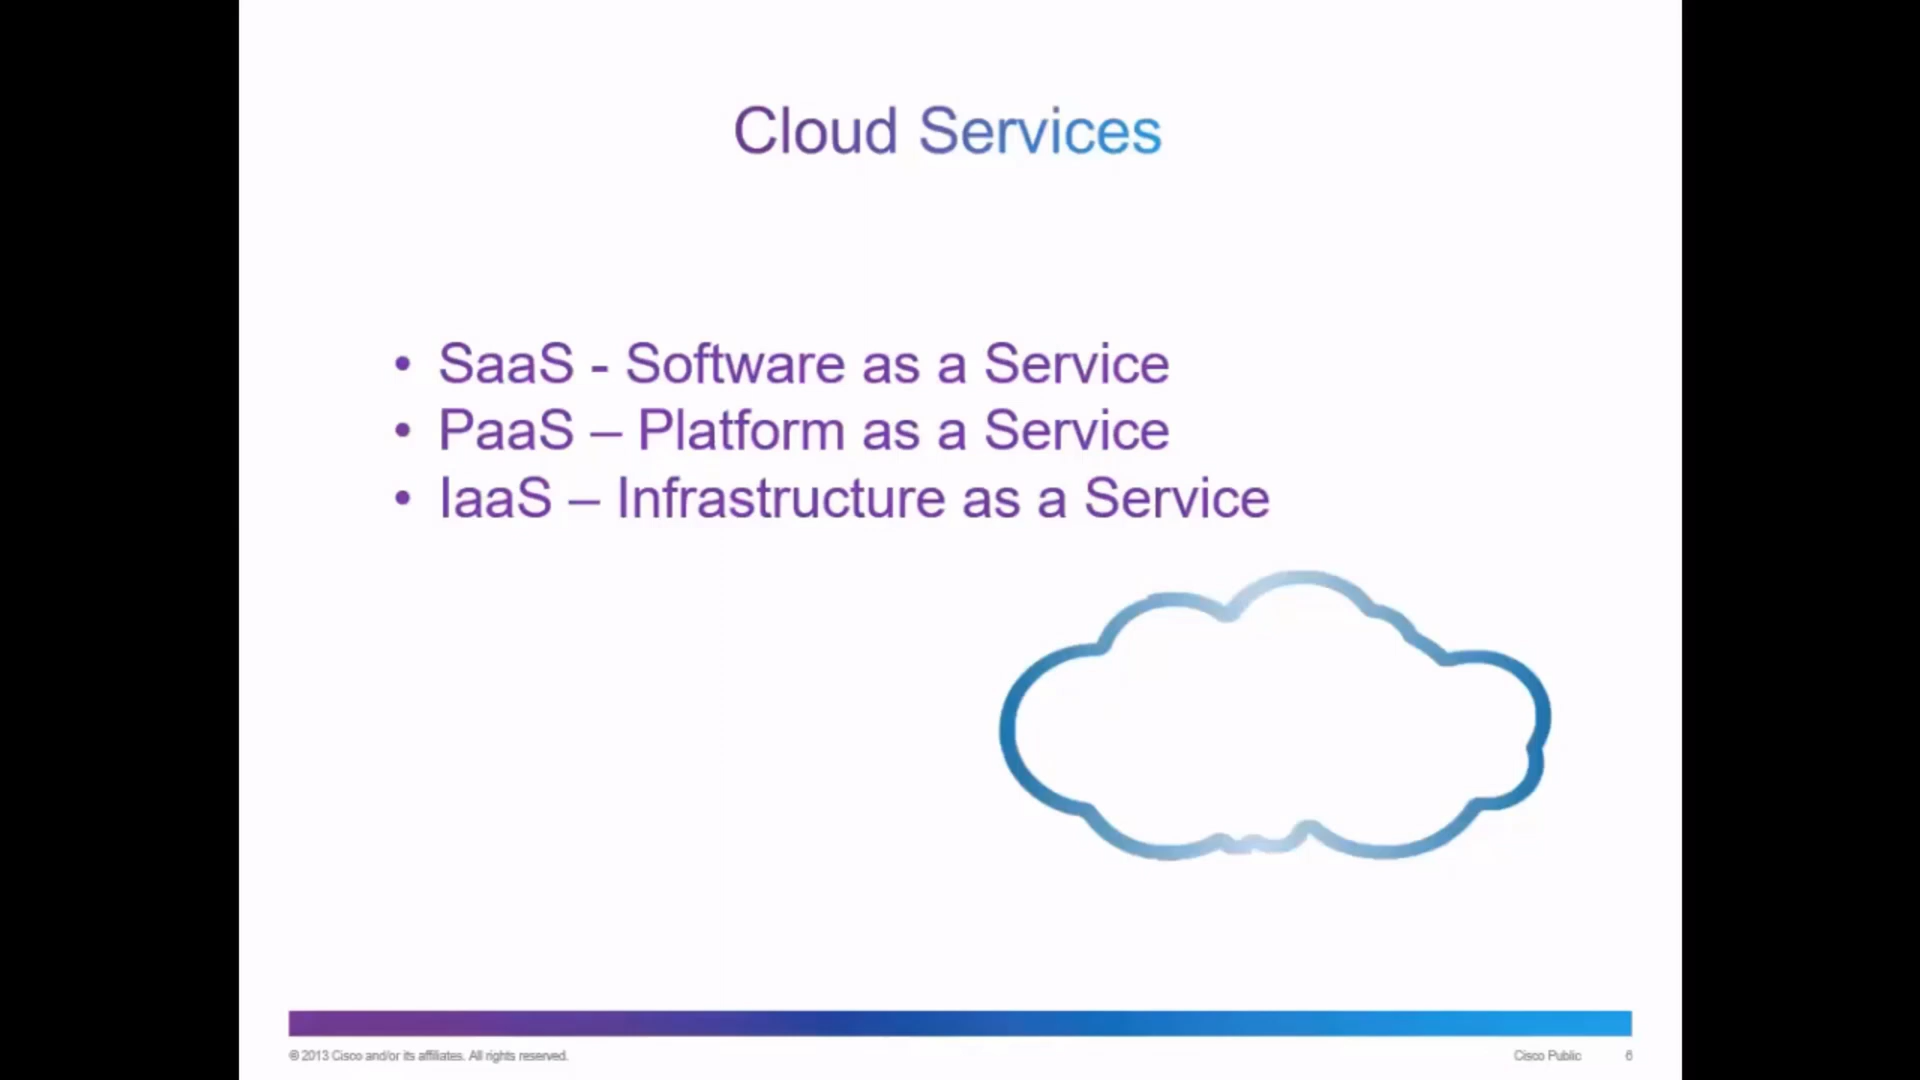 Cloud Services
• SaaS - Software as a Service
• PaaS – Platform as a Service
• IaaS – Infrastructure as a Service
© 2013 Cisco and/or its affiliates. All rights reserved.
Cisco Public 6